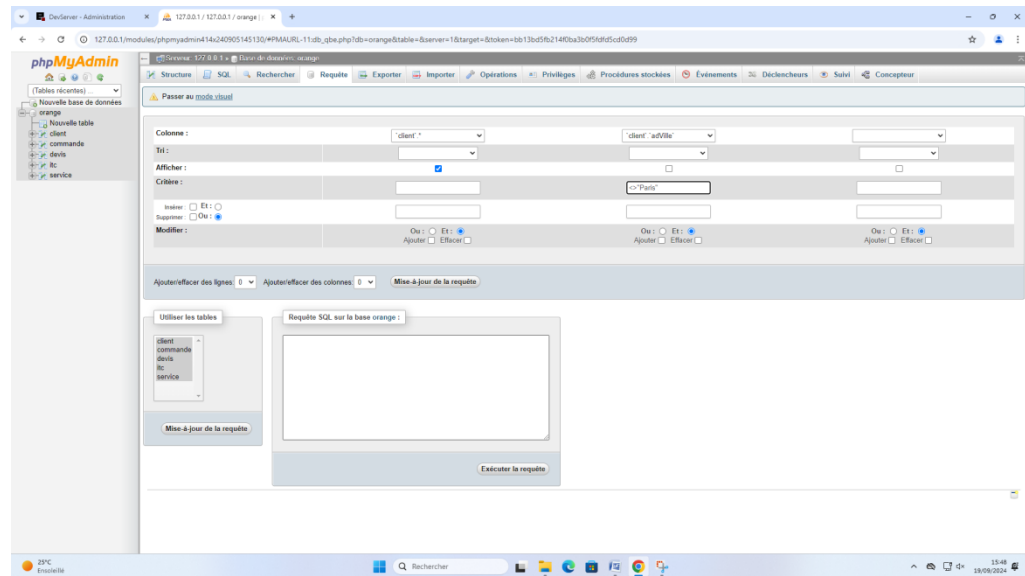 DevServer - Administration
127.0.0.1 / 127.0.0.1 / orange | :
127.0.0.1/modules/phpmyadmin414x240905145130/#PMAURL-11:db_qbe.php?db=orange&table=&server=1&target=&token=bb13bd5fb214f0ba3b0f5fdfd5cd0d99
phpMyAdmin
(Tables récentes) ...
Nouvelle base de données
orange
Nouvelle table
client
commande
devis
itc
service
Serveur: 127.0.0.1 » Base de données: orange
Structure SQL Rechercher Requête Exporter Importer Opérations Privilèges Procédures stockées Événements Déclencheurs Suivi Concepteur
Passer au mode visuel
Colonne : `client`.* `client`.`adVille`
Tri :
Afficher :
Critère : <>"Paris"
Insérer : Et :
Supprimer : Ou :
Modifier : Ou : Et : Ou : Et : Ou : Et :
Ajouter Effacer Ajouter Effacer Ajouter Effacer
Ajouter/effacer des lignes: 0 Ajouter/effacer des colonnes: 0 Mise-à-jour de la requête
Utiliser les tables
client
commande
devis
itc
service
Mise-à-jour de la requête
Requête SQL sur la base orange :
Exécuter la requête
25°C
Ensoleillé
Rechercher
15:48
19/09/2024